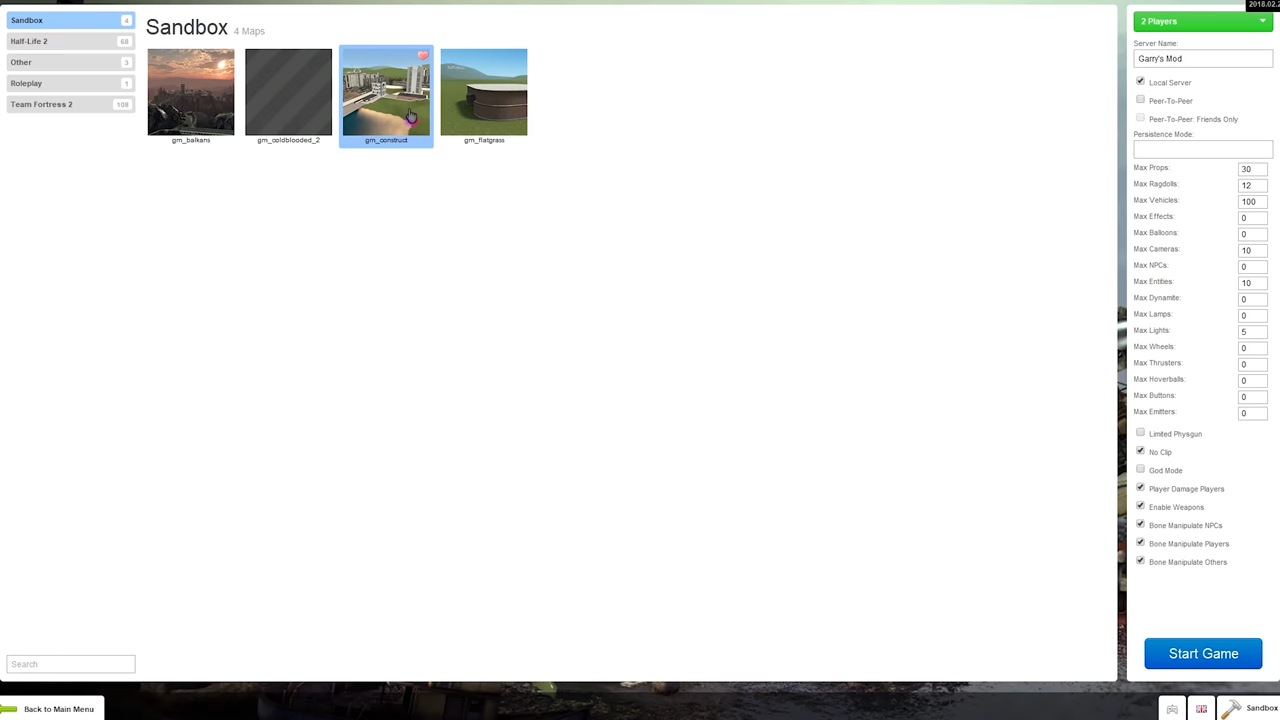 2018.02.2
Sandbox 4
Half-Life 2 68
Other 3
Roleplay 1
Team Fortress 2 108
Sandbox 4 Maps
gm_balkans
gm_coldblooded_2
gm_construct
gm_flatgrass
Search
Back to Main Menu
2 Players
Server Name:
Garry's Mod
Local Server
Peer-To-Peer
Peer-To-Peer: Friends Only
Persistence Mode:
Max Props: 30
Max Ragdolls: 12
Max Vehicles: 100
Max Effects: 0
Max Balloons: 0
Max Cameras: 10
Max NPCs: 0
Max Entities: 10
Max Dynamite: 0
Max Lamps: 0
Max Lights: 5
Max Wheels: 0
Max Thrusters: 0
Max Hoverballs: 0
Max Buttons: 0
Max Emitters: 0
Limited Physgun
No Clip
God Mode
Player Damage Players
Enable Weapons
Bone Manipulate NPCs
Bone Manipulate Players
Bone Manipulate Others
Start Game
Sandbox